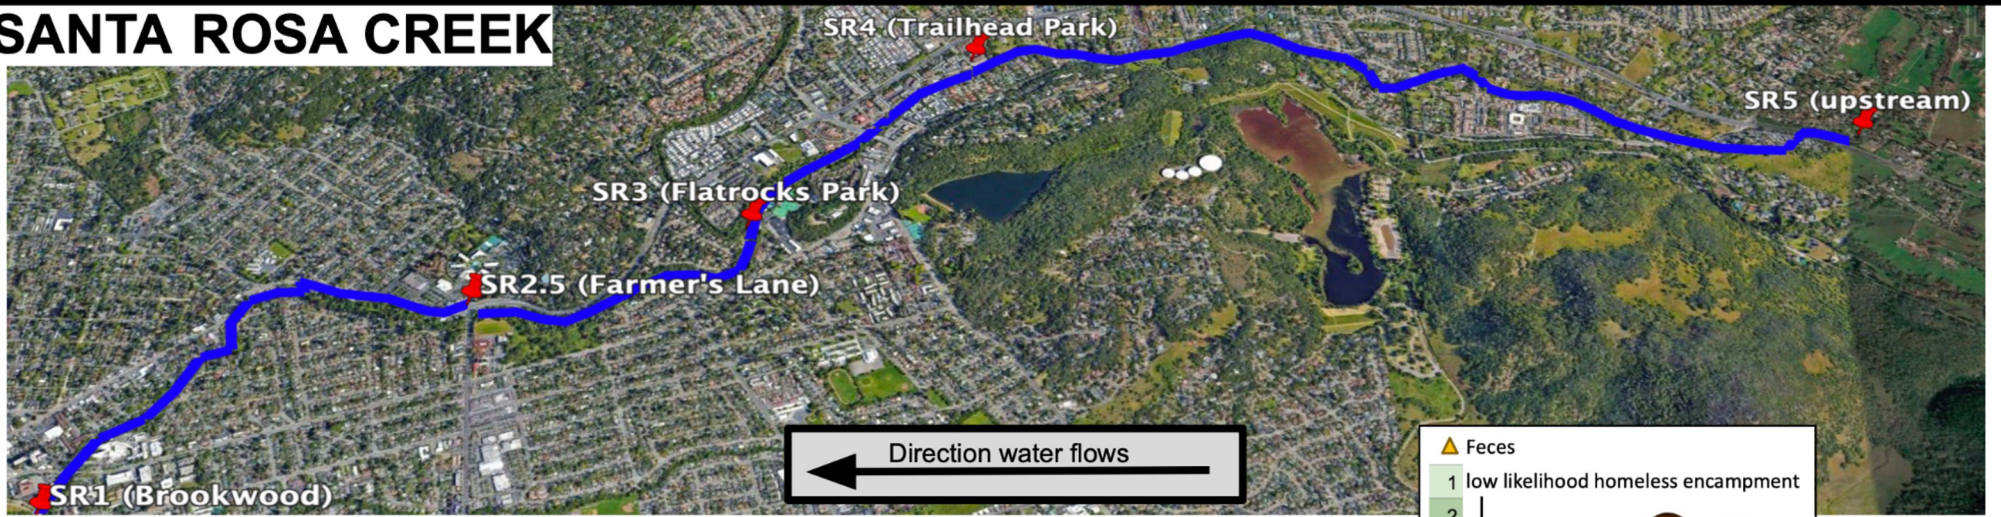 SANTA ROSA CREEK
SR4 (Trailhead Park)
SR5 (upstream)
SR3 (Flatrocks Park)
SR2.5 (Farmer's Lane)
Direction water flows
SR1 (Brookwood)
Feces
1 low likelihood homeless encampment
2